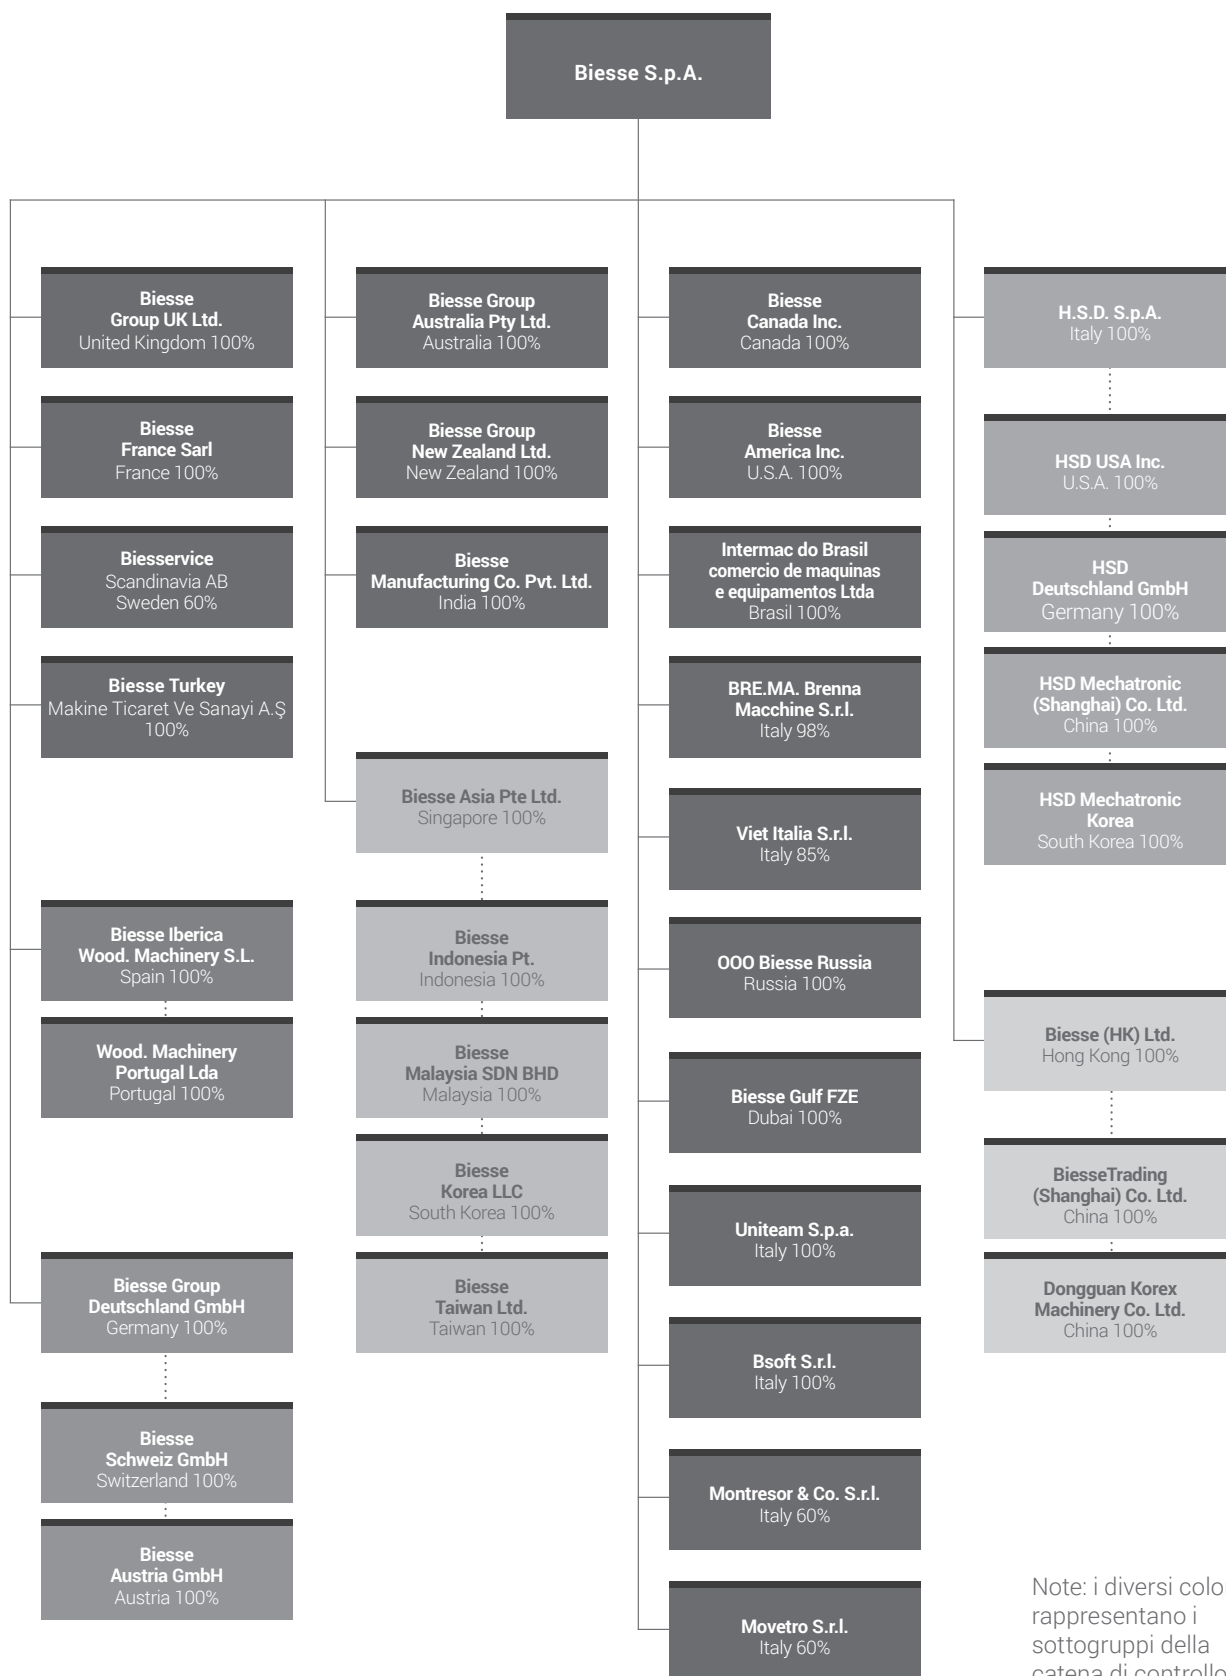 Biesse S.p.A.
Biesse
Group UK Ltd.
United Kingdom 100%
Biesse
France Sarl
France 100%
Biesservice
Scandinavia AB
Sweden 60%
Biesse Turkey
Makine Ticaret Ve Sanayi A.Ş
100%
Biesse Iberica
Wood. Machinery S.L.
Spain 100%
Wood. Machinery
Portugal Lda
Portugal 100%
Biesse Group
Deutschland GmbH
Germany 100%
Biesse
Schweiz GmbH
Switzerland 100%
Biesse
Austria GmbH
Austria 100%
Biesse Group
Australia Pty Ltd.
Australia 100%
Biesse Group
New Zealand Ltd.
New Zealand 100%
Biesse
Manufacturing Co. Pvt. Ltd.
India 100%
Biesse Asia Pte Ltd.
Singapore 100%
Biesse
Indonesia Pt.
Indonesia 100%
Biesse
Malaysia SDN BHD
Malaysia 100%
Biesse
Korea LLC
South Korea 100%
Biesse
Taiwan Ltd.
Taiwan 100%
Biesse
Canada Inc.
Canada 100%
Biesse
America Inc.
U.S.A. 100%
Intermac do Brasil
comercio de maquinas
e equipamentos Ltda
Brasil 100%
BRE.MA. Brenna
Macchine S.r.l.
Italy 98%
Viet Italia S.r.l.
Italy 85%
OOO Biesse Russia
Russia 100%
Biesse Gulf FZE
Dubai 100%
Uniteam S.p.a.
Italy 100%
Bsoft S.r.l.
Italy 100%
Montresor & Co. S.r.l.
Italy 60%
Movetro S.r.l.
Italy 60%
H.S.D. S.p.A.
Italy 100%
HSD USA Inc.
U.S.A. 100%
HSD
Deutschland GmbH
Germany 100%
HSD Mechatronic
(Shanghai) Co. Ltd.
China 100%
HSD Mechatronic
Korea
South Korea 100%
Biesse (HK) Ltd.
Hong Kong 100%
BiesseTrading
(Shanghai) Co. Ltd.
China 100%
Dongguan Korex
Machinery Co. Ltd.
China 100%
Note: i diversi
rappresentano i
sottogruppi della
catena di controllo